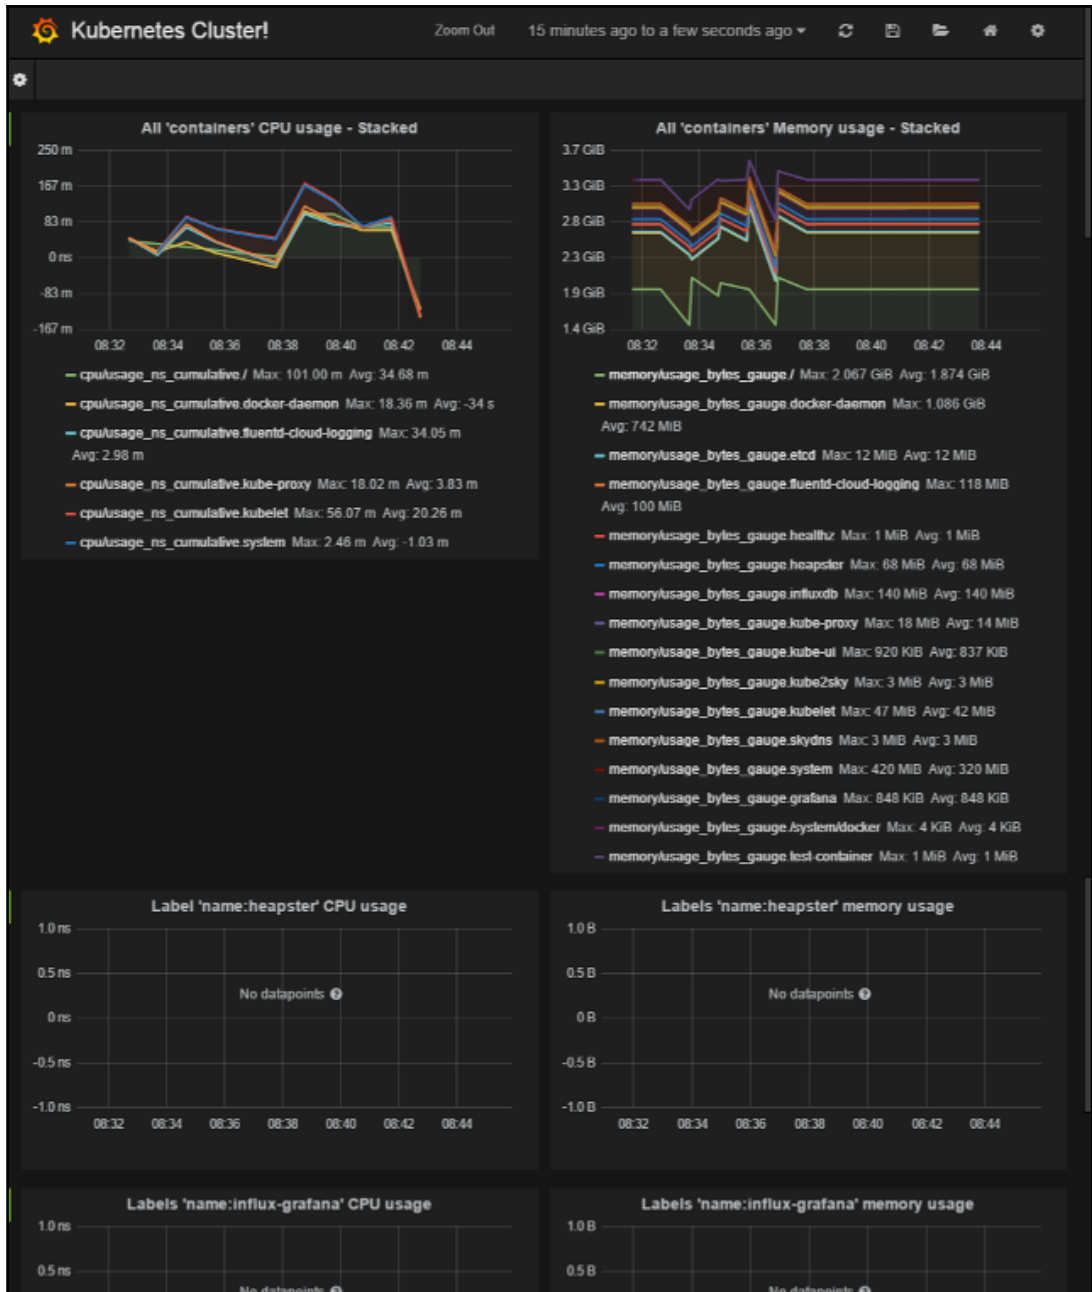 Kubernetes Cluster!
Zoom Out 15 minutes ago to a few seconds ago
All 'containers' CPU usage - Stacked
250 m
167 m
83 m
0 ns
-83 m
-167 m
08:32 08:34 08:36 08:38 08:40 08:42 08:44
cpu/usage_ns_cumulative./ Max: 101.00 m Avg: 34.68 m
cpu/usage_ns_cumulative.docker-daemon Max: 18.36 m Avg: -34 s
cpu/usage_ns_cumulative.fluentd-cloud-logging Max: 34.05 m
Avg: 2.98 m
cpu/usage_ns_cumulative.kube-proxy Max: 18.02 m Avg: 3.83 m
cpu/usage_ns_cumulative.kubelet Max: 56.07 m Avg: 20.26 m
cpu/usage_ns_cumulative.system Max: 2.46 m Avg: -1.03 m
All 'containers' Memory usage - Stacked
3.7 GiB
3.3 GiB
2.8 GiB
2.3 GiB
1.9 GiB
1.4 GiB
08:32 08:34 08:36 08:38 08:40 08:42 08:44
memory/usage_bytes_gauge./ Max: 2.067 GiB Avg: 1.874 GiB
memory/usage_bytes_gauge.docker-daemon Max: 1.086 GiB
Avg: 742 MiB
memory/usage_bytes_gauge.etcd Max: 12 MiB Avg: 12 MiB
memory/usage_bytes_gauge.fluentd-cloud-logging Max: 118 MiB
Avg: 100 MiB
memory/usage_bytes_gauge.healthz Max: 1 MiB Avg: 1 MiB
memory/usage_bytes_gauge.heapster Max: 68 MiB Avg: 68 MiB
memory/usage_bytes_gauge.influxdb Max: 140 MiB Avg: 140 MiB
memory/usage_bytes_gauge.kube-proxy Max: 18 MiB Avg: 14 MiB
memory/usage_bytes_gauge.kube-ui Max: 920 KiB Avg: 837 KiB
memory/usage_bytes_gauge.kube2sky Max: 3 MiB Avg: 3 MiB
memory/usage_bytes_gauge.kubelet Max: 47 MiB Avg: 42 MiB
memory/usage_bytes_gauge.skydns Max: 3 MiB Avg: 3 MiB
memory/usage_bytes_gauge.system Max: 420 MiB Avg: 320 MiB
memory/usage_bytes_gauge.grafana Max: 848 KiB Avg: 848 KiB
memory/usage_bytes_gauge./system/docker Max: 4 KiB Avg: 4 KiB
memory/usage_bytes_gauge.test-container Max: 1 MiB Avg: 1 MiB
Label 'name:heapster' CPU usage
1.0 ns
0.5 ns
No datapoints
0 ns
-0.5 ns
-1.0 ns
08:32 08:34 08:36 08:38 08:40 08:42 08:44
Labels 'name:heapster' memory usage
1.0 B
0.5 B
No datapoints
0 B
-0.5 B
-1.0 B
08:32 08:34 08:36 08:38 08:40 08:42 08:44
Labels 'name:influx-grafana' CPU usage
1.0 ns
0.5 ns
No datapoints
Labels 'name:influx-grafana' memory usage
1.0 B
0.5 B
No datapoints